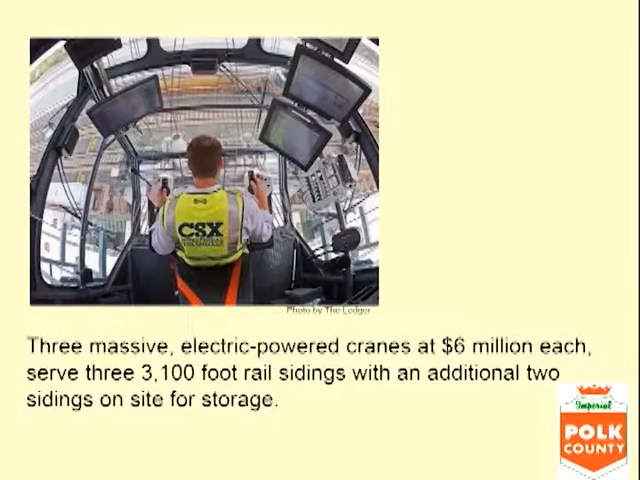 CSX
Photo by The Ledger
Three massive, electric-powered cranes at $6 million each,
serve three 3,100 foot rail sidings with an additional two
sidings on site for storage.
Imperial
POLK
COUNTY